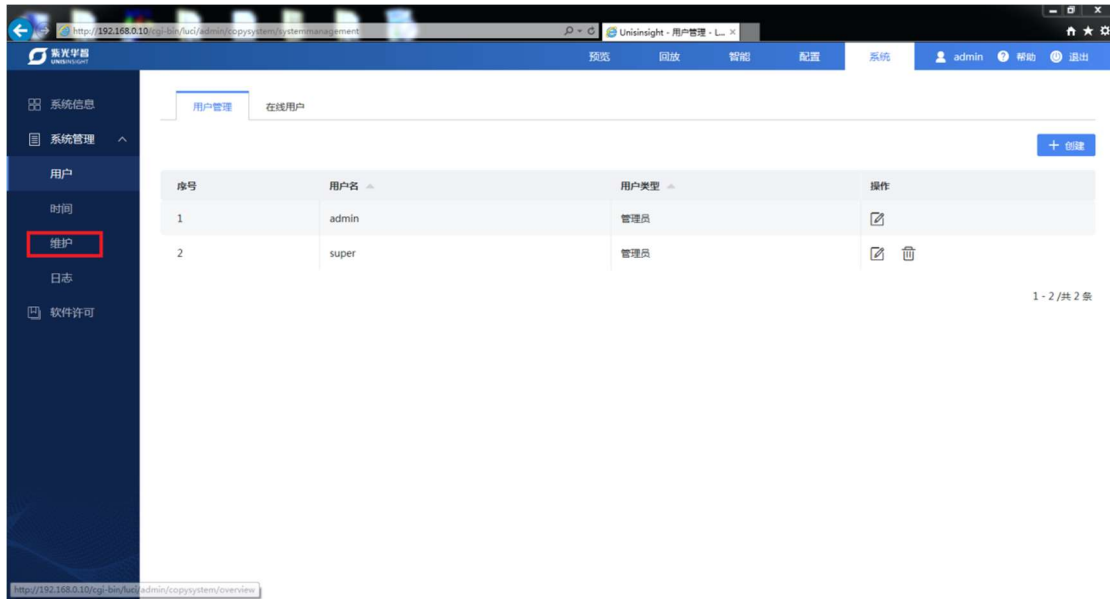 http://192.168.0.10/cgi-bin/luci/admin/copysystem/systemmanagement
Unisinsight - 用户管理 - L...
紫光华智
UNISINSIGHT
预览 回放 智能 配置 系统 admin 帮助 退出
系统信息
系统管理
用户
时间
维护
日志
软件许可
用户管理 在线用户
+ 创建
序号 用户名 用户类型 操作
1 admin 管理员
2 super 管理员
1 - 2 /共 2 条
http://192.168.0.10/cgi-bin/luci/admin/copysystem/overview